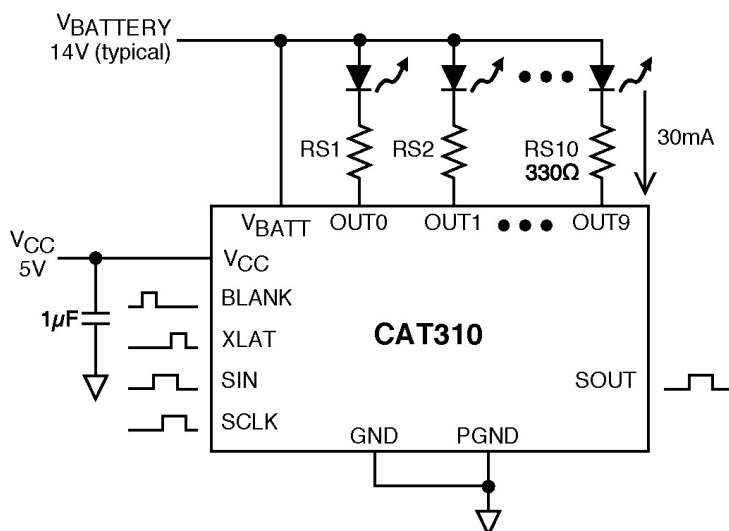 VBATTERY
14V (typical)
RS1
RS2
RS10
330Ω
30mA
VBATT
OUT0
OUT1
OUT9
VCC
5V
VCC
1µF
BLANK
XLAT
SIN
SCLK
CAT310
SOUT
GND
PGND